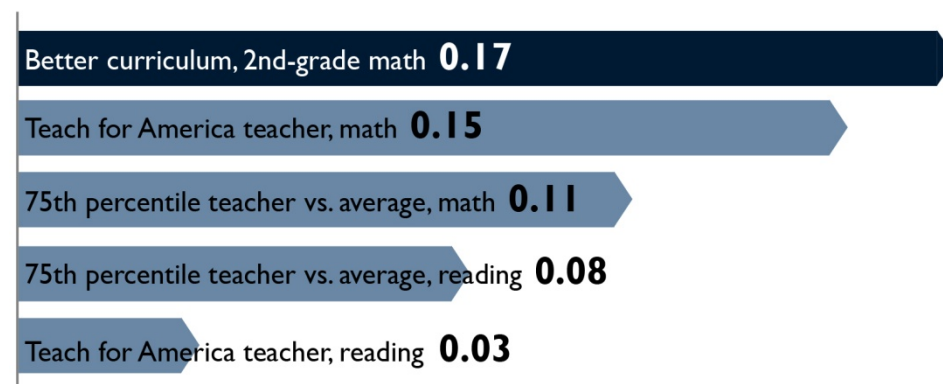 Better curriculum, 2nd-grade math 0.17
Teach for America teacher, math 0.15
75th percentile teacher vs. average, math 0.11
75th percentile teacher vs. average, reading 0.08
Teach for America teacher, reading 0.03